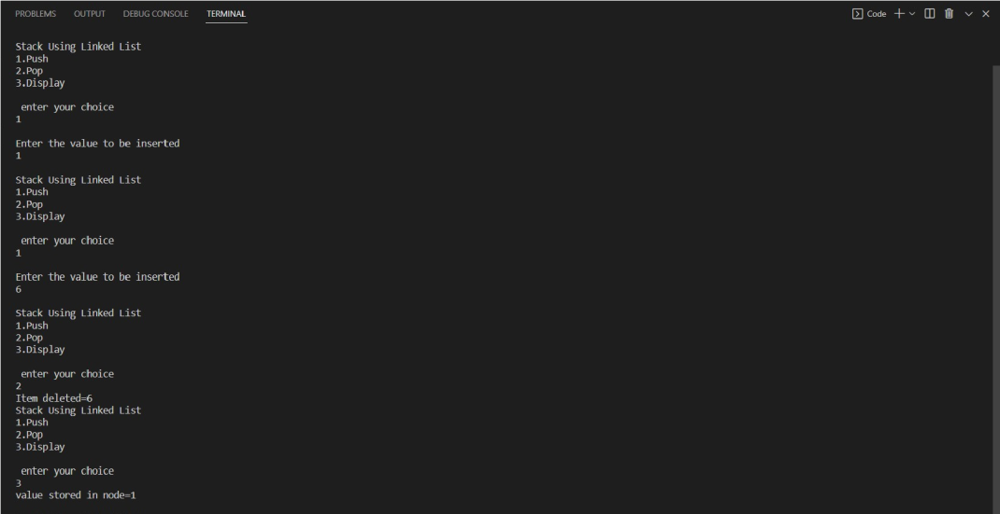 PROBLEMS OUTPUT DEBUG CONSOLE TERMINAL Code
Stack Using Linked List
1.Push
2.Pop
3.Display
enter your choice
1
Enter the value to be inserted
1
Stack Using Linked List
1.Push
2.Pop
3.Display
enter your choice
1
Enter the value to be inserted
6
Stack Using Linked List
1.Push
2.Pop
3.Display
enter your choice
2
Item deleted=6
Stack Using Linked List
1.Push
2.Pop
3.Display
enter your choice
3
value stored in node=1